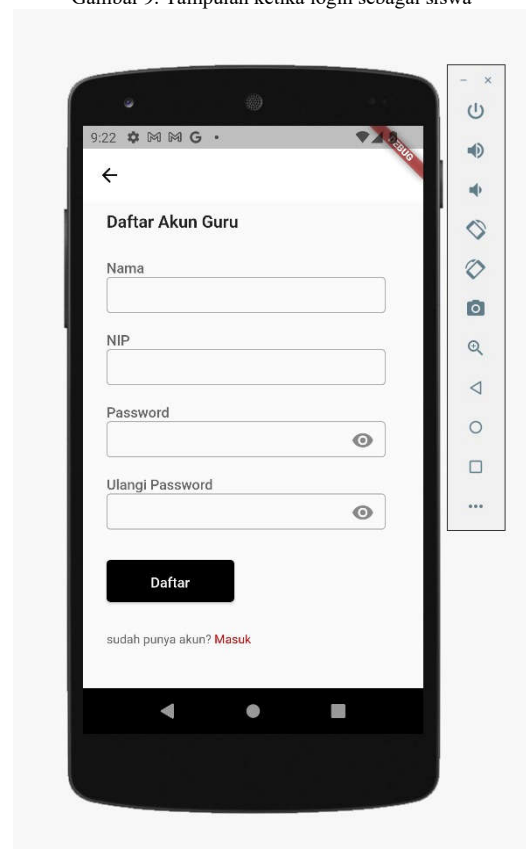 Gambar 9. Tampulan ketika login sebagai siswa
9:22
DEBUG
Daftar Akun Guru
Nama
NIP
Password
Ulangi Password
Daftar
sudah punya akun? Masuk